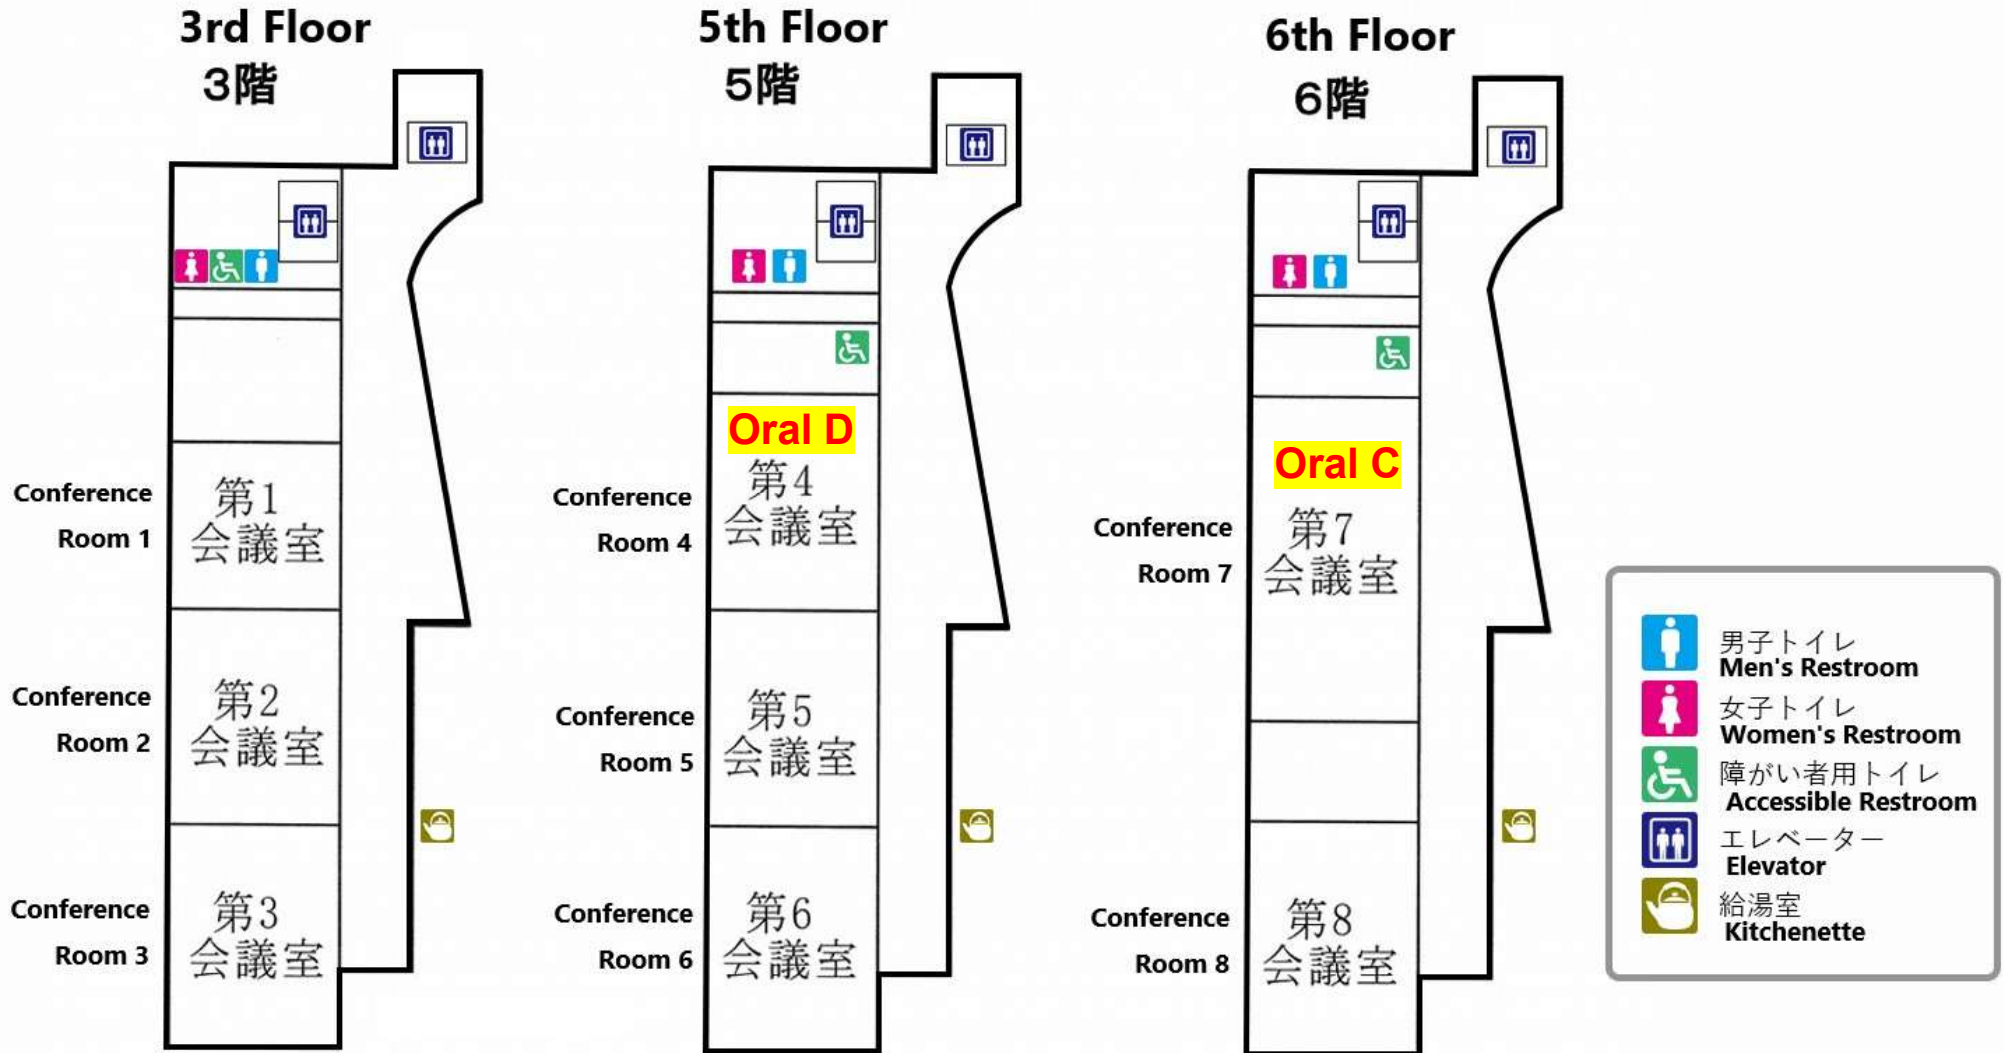 3rd Floor
3階
Conference
Room 1
第1
会議室
Conference
Room 2
第2
会議室
Conference
Room 3
第3
会議室
5th Floor
5階
Oral D
Conference
Room 4
第4
会議室
Conference
Room 5
第5
会議室
Conference
Room 6
第6
会議室
6th Floor
6階
Oral C
Conference
Room 7
第7
会議室
Conference
Room 8
第8
会議室
男子トイレ
Men's Restroom
女子トイレ
Women's Restroom
障がい者用トイレ
Accessible Restroom
エレベーター
Elevator
給湯室
Kitchenette